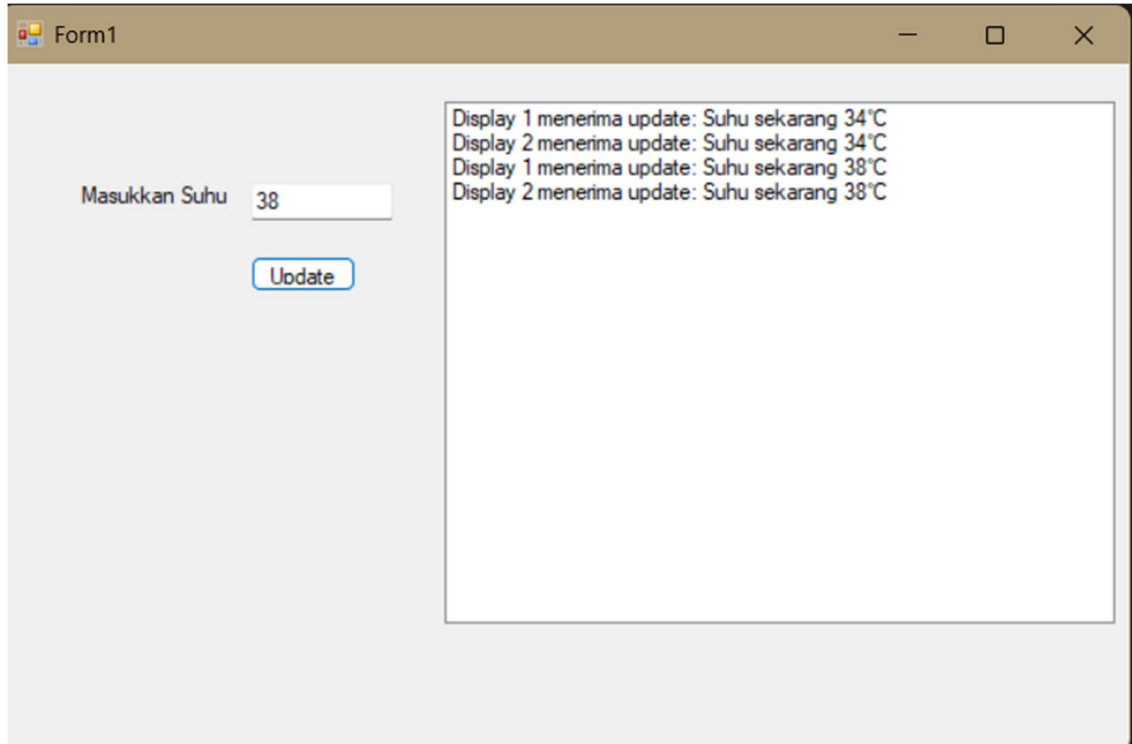 Form1
Masukkan Suhu
38
Update
Display 1 menerima update: Suhu sekarang 34°C
Display 2 menerima update: Suhu sekarang 34°C
Display 1 menerima update: Suhu sekarang 38°C
Display 2 menerima update: Suhu sekarang 38°C